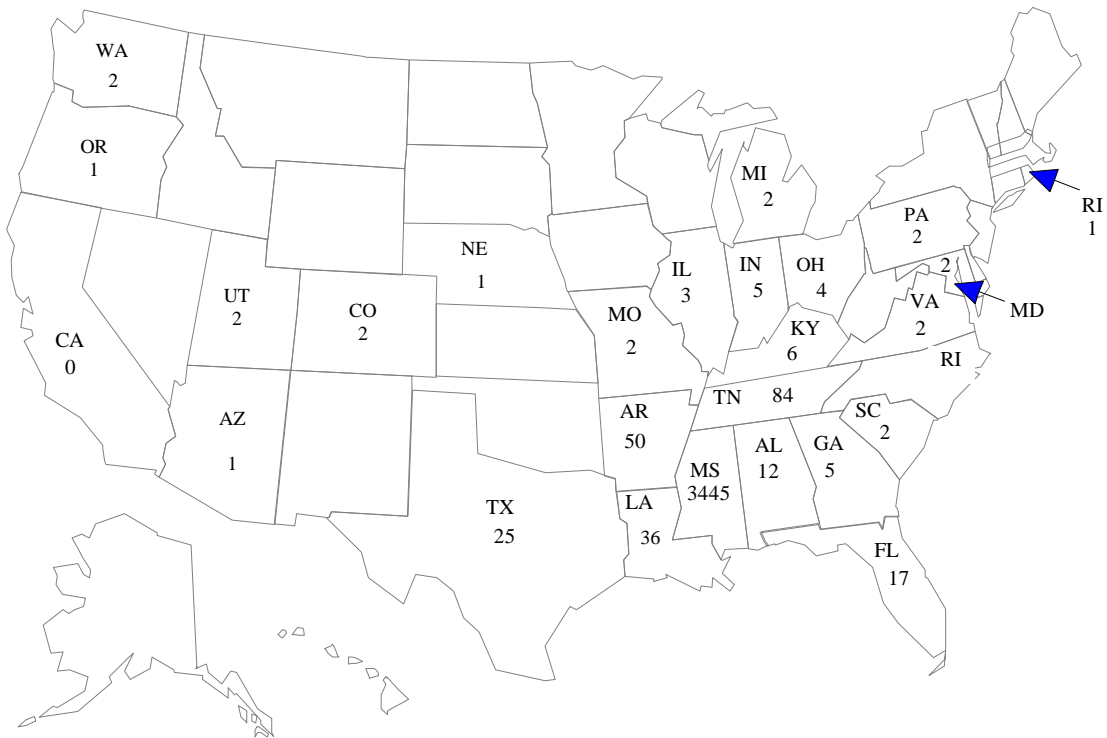 WA
2
OR
1
MI
2
RI
1
PA
2
NE
1
IL
3
IN
5
OH
4
2
MD
UT
2
CO
2
MO
2
VA
2
CA
0
KY
6
RI
TN 84
AZ
1
AR
50
SC
2
AL
12
GA
5
MS
3445
TX
25
LA
36
FL
17